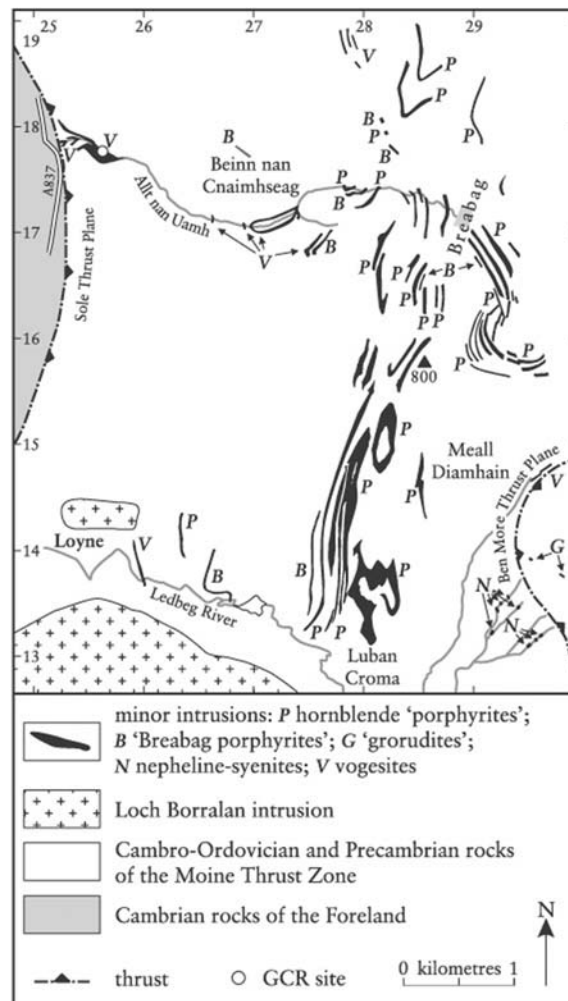 25 26 27 28 29
19
18
17
16
15
14
13
V
P
P
P
B
P
B
B
Beinn nan
Cnaimhseag
V
V
A837
Allt nan Uamh
P
P
B
Breabag
Sole Thrust Plane
V
B
P
P
B
P
P
P
P
P
P
800
P
Meall
Diamhain
P
P
Ben More Thrust Plane
V
G
N
N
Loyne
V
P
B
Ledbeg River
B
P
P
P
Luban
Croma
minor intrusions: P hornblende ‘porphyrites’;
B ‘Breabag porphyrites’; G ‘grorudites’;
N nepheline-syenites; V vogesites
Loch Borralan intrusion
Cambro-Ordovician and Precambrian rocks
of the Moine Thrust Zone
Cambrian rocks of the Foreland
N
thrust
GCR site
0 kilometres 1